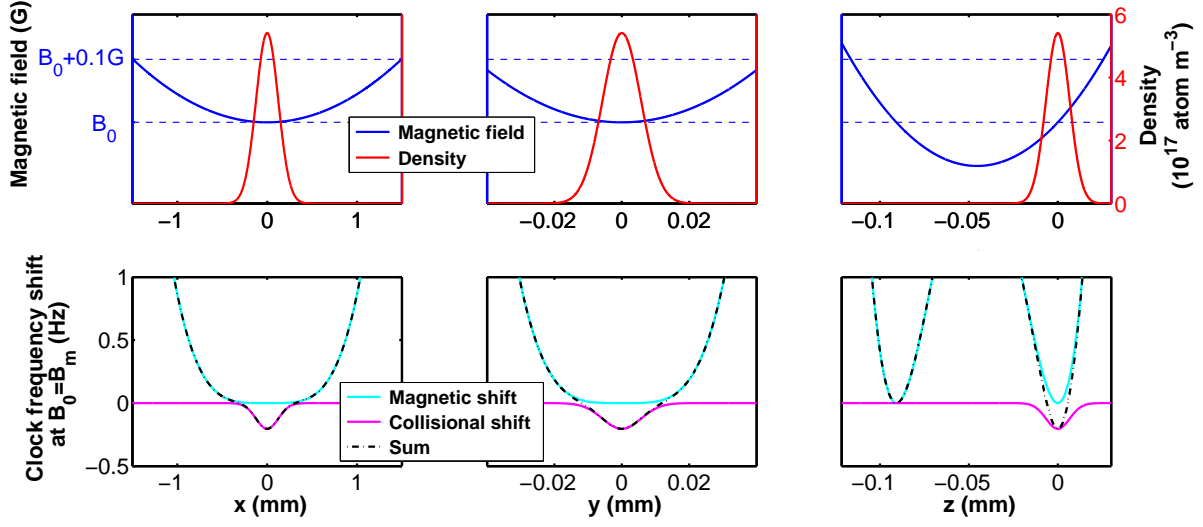 Magnetic field (G)
B0+0.1G
B0
−1 0 1
Magnetic field
Density
−0.02 0 0.02
−0.1 −0.05 0
6
4
2
0
Density
(10^17 atom m^−3)
Clock frequency shift
at B0=Bm (Hz)
1
0.5
0
−0.5
−1 0 1
x (mm)
Magnetic shift
Collisional shift
Sum
−0.02 0 0.02
y (mm)
−0.1 −0.05 0
z (mm)